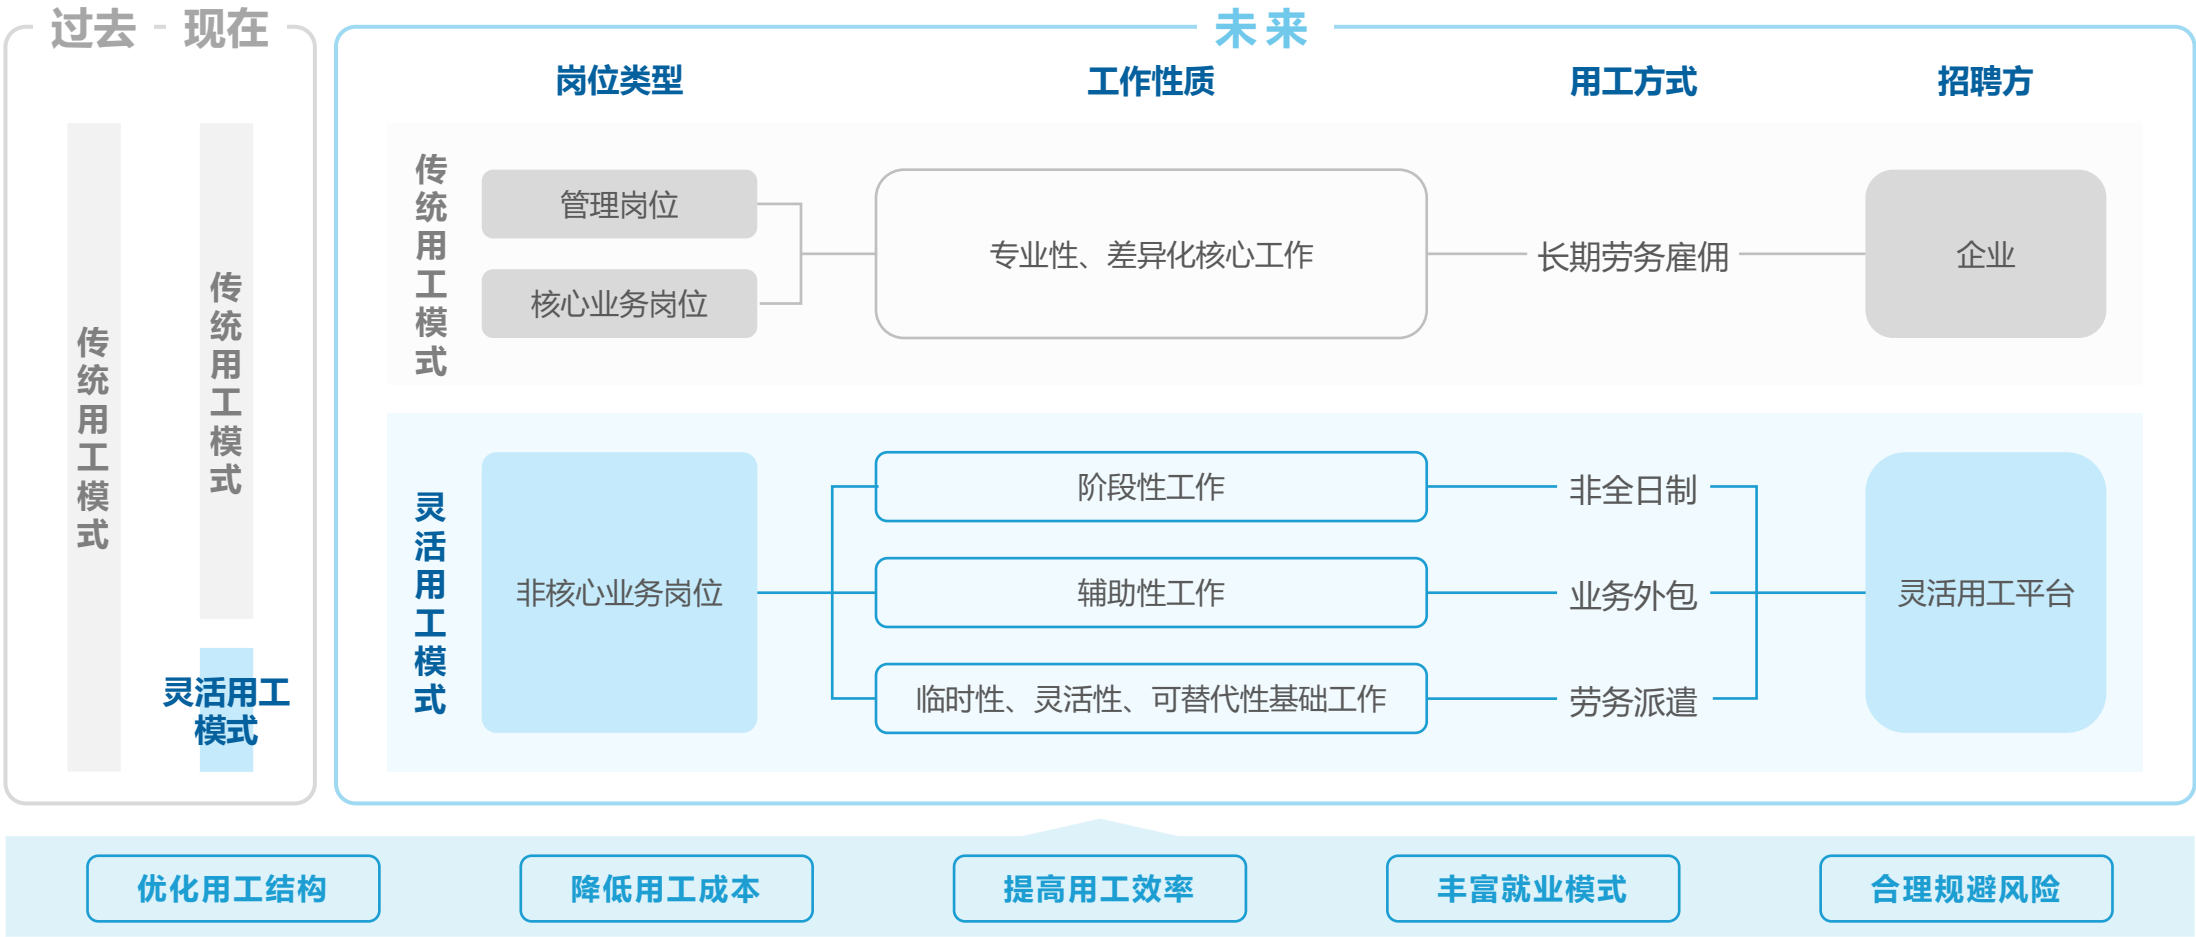 过去 - 现在
未来
传统用工模式
传统用工模式
灵活用工
模式
岗位类型
工作性质
用工方式
招聘方
传统用工模式
管理岗位
核心业务岗位
专业性、差异化核心工作
长期劳务雇佣
企业
灵活用工模式
非核心业务岗位
阶段性工作
非全日制
辅助性工作
业务外包
临时性、灵活性、可替代性基础工作
劳务派遣
灵活用工平台
优化用工结构
降低用工成本
提高用工效率
丰富就业模式
合理规避风险